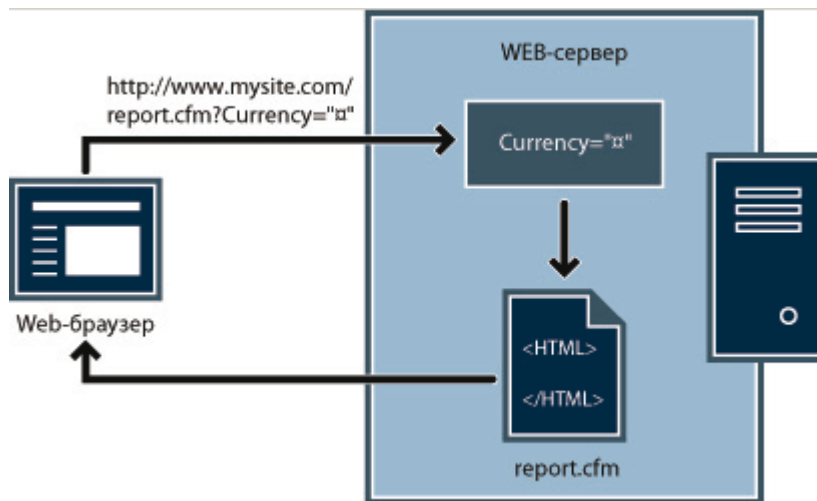 WEB-сервер
http://www.mysite.com/
report.cfm?Currency="¤"
Currency="¤"
Web-браузер
<HTML>
</HTML>
report.cfm